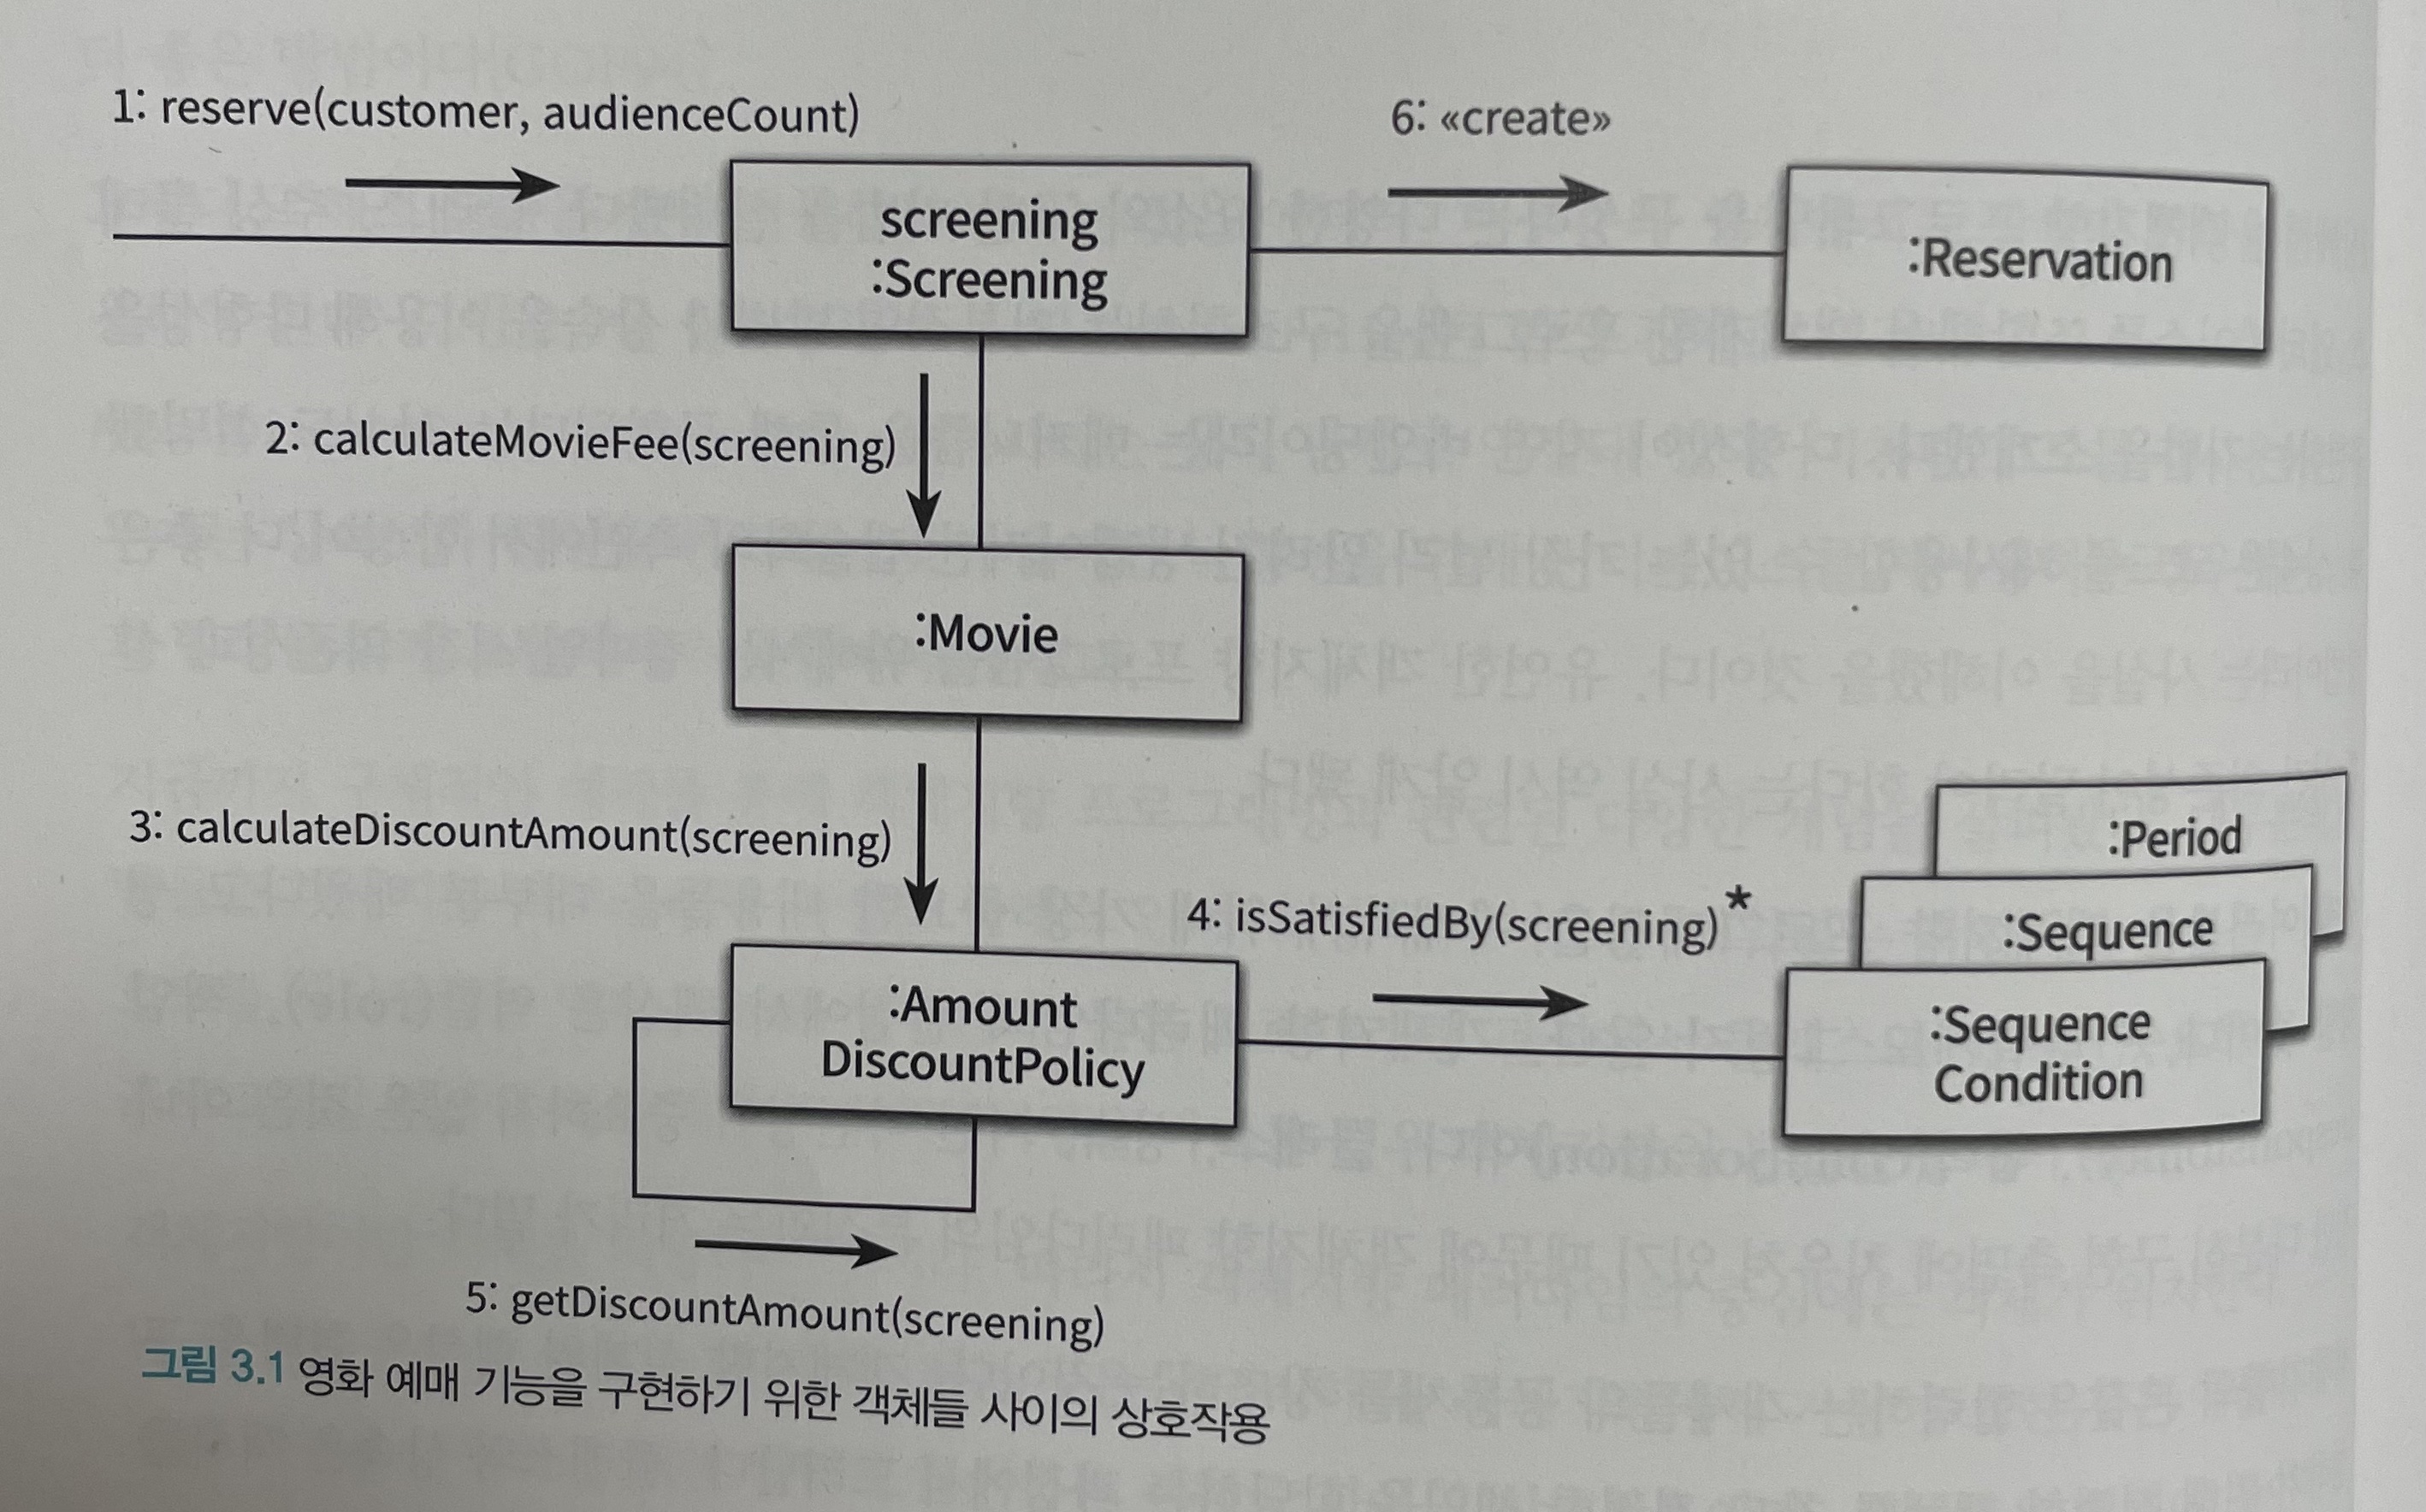 1: reserve(customer, audienceCount)
6: «create»
screening
:Screening
:Reservation
2: calculateMovieFee(screening)
:Movie
3: calculateDiscountAmount(screening)
4: isSatisfiedBy(screening)*
:Period
:Sequence
:Sequence
Condition
:Amount
DiscountPolicy
5: getDiscountAmount(screening)
그림 3.1 영화 예매 기능을 구현하기 위한 객체들 사이의 상호작용